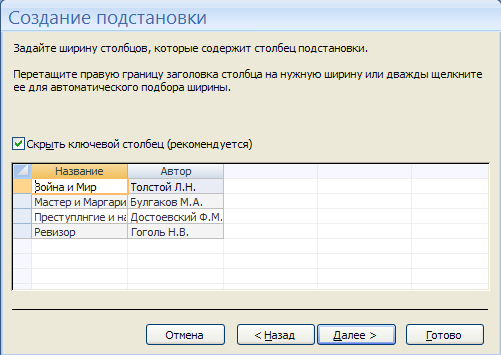 Создание подстановки
Задайте ширину столбцов, которые содержит столбец подстановки.
Перетащите правую границу заголовка столбца на нужную ширину или дважды щелкните
ее для автоматического подбора ширины.
Скрыть ключевой столбец (рекомендуется)
Название Автор
Война и Мир Толстой Л.Н.
Мастер и Маргари Булгаков М.А.
Преступлнгие и на Достоевский Ф.М.
Ревизор Гоголь Н.В.
Отмена < Назад Далее > Готово